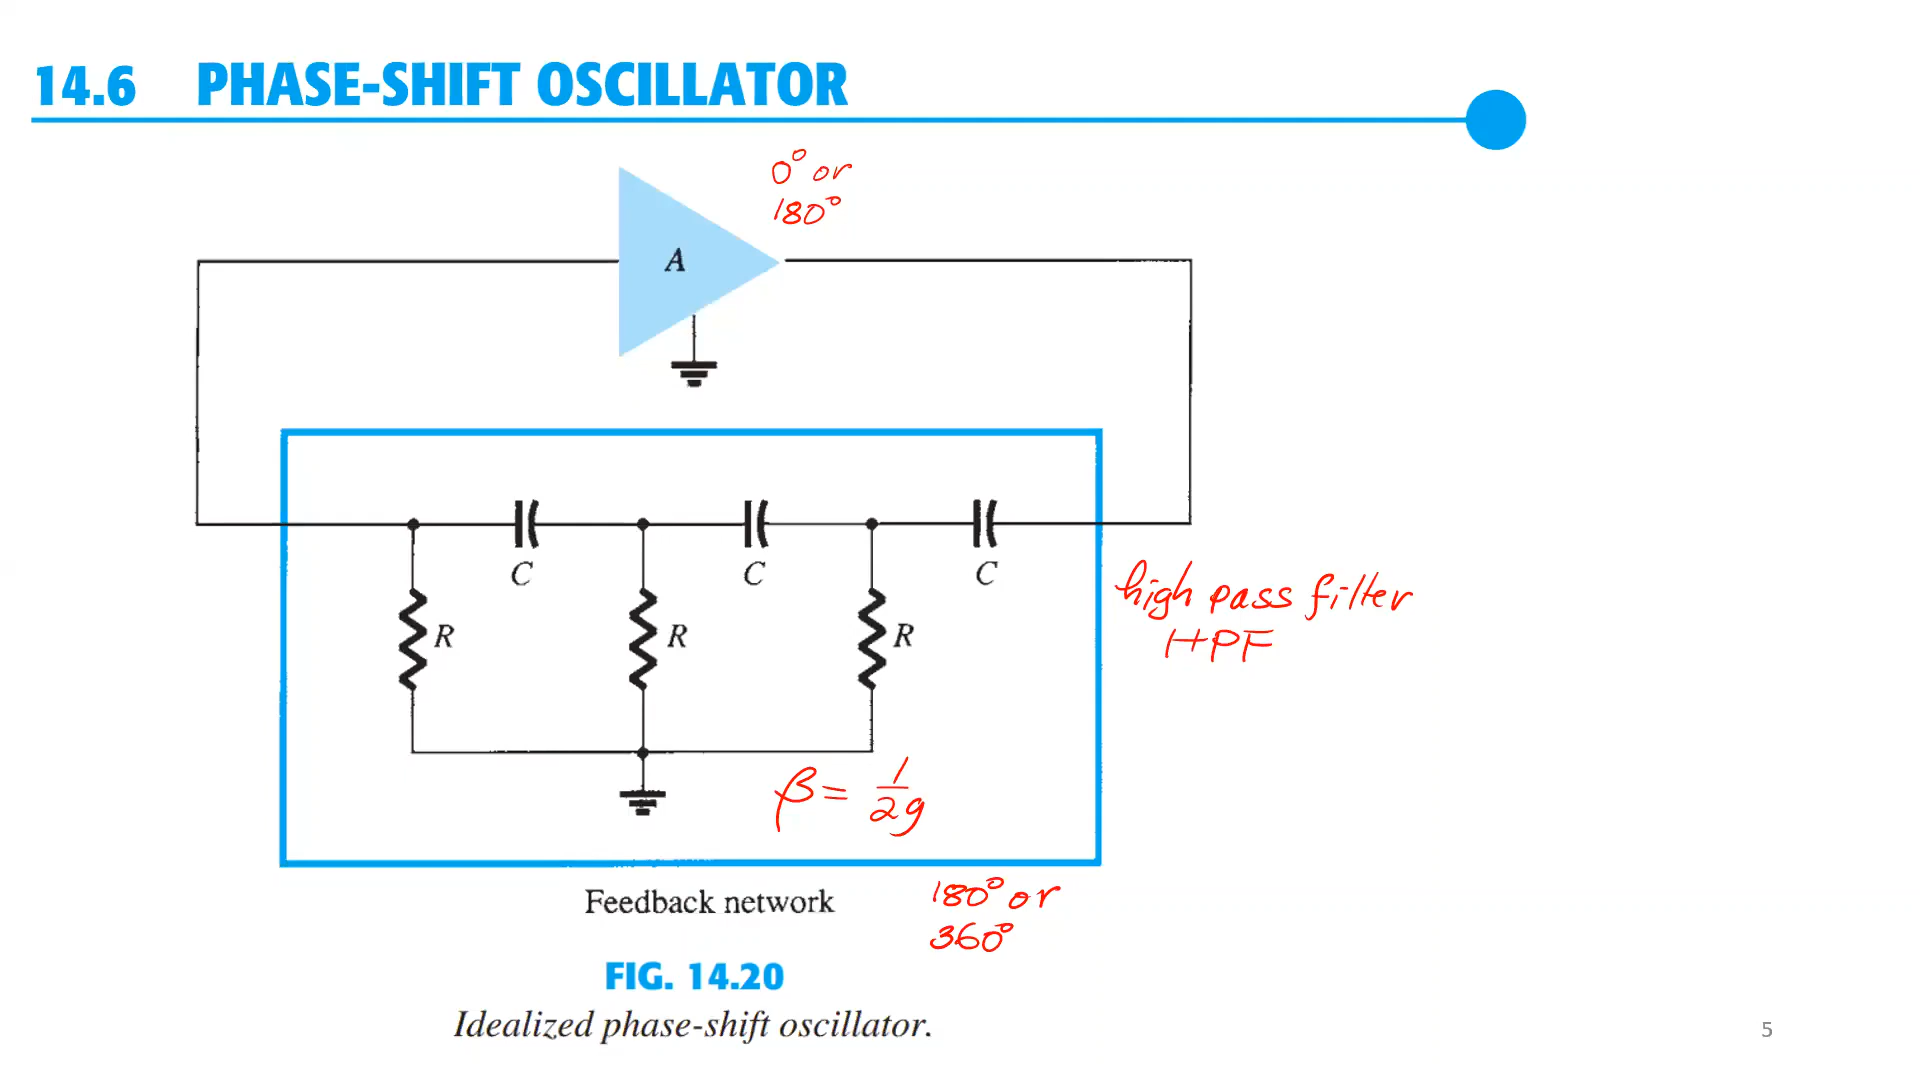 14.6 PHASE-SHIFT OSCILLATOR
0° or
180°
A
C C C
R R R
high pass filter
HPF
β = 1/29
Feedback network
180° or
360°
FIG. 14.20
Idealized phase-shift oscillator.
5